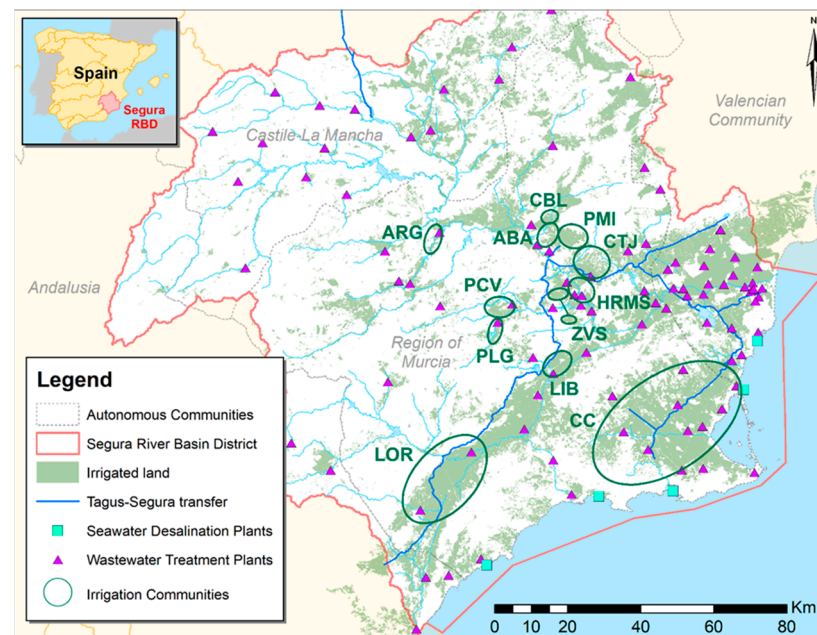 Spain
Segura
RBD
N
Castile-La Mancha
Valencian
Community
CBL
PMI
ARG
ABA
CTJ
Andalusia
PCV
HRMS
ZVS
Region of
Murcia
PLG
LIB
CC
LOR
Legend
Autonomous Communities
Segura River Basin District
Irrigated land
Tagus-Segura transfer
Seawater Desalination Plants
Wastewater Treatment Plants
Irrigation Communities
Km
0 5 10 20 40 60 80